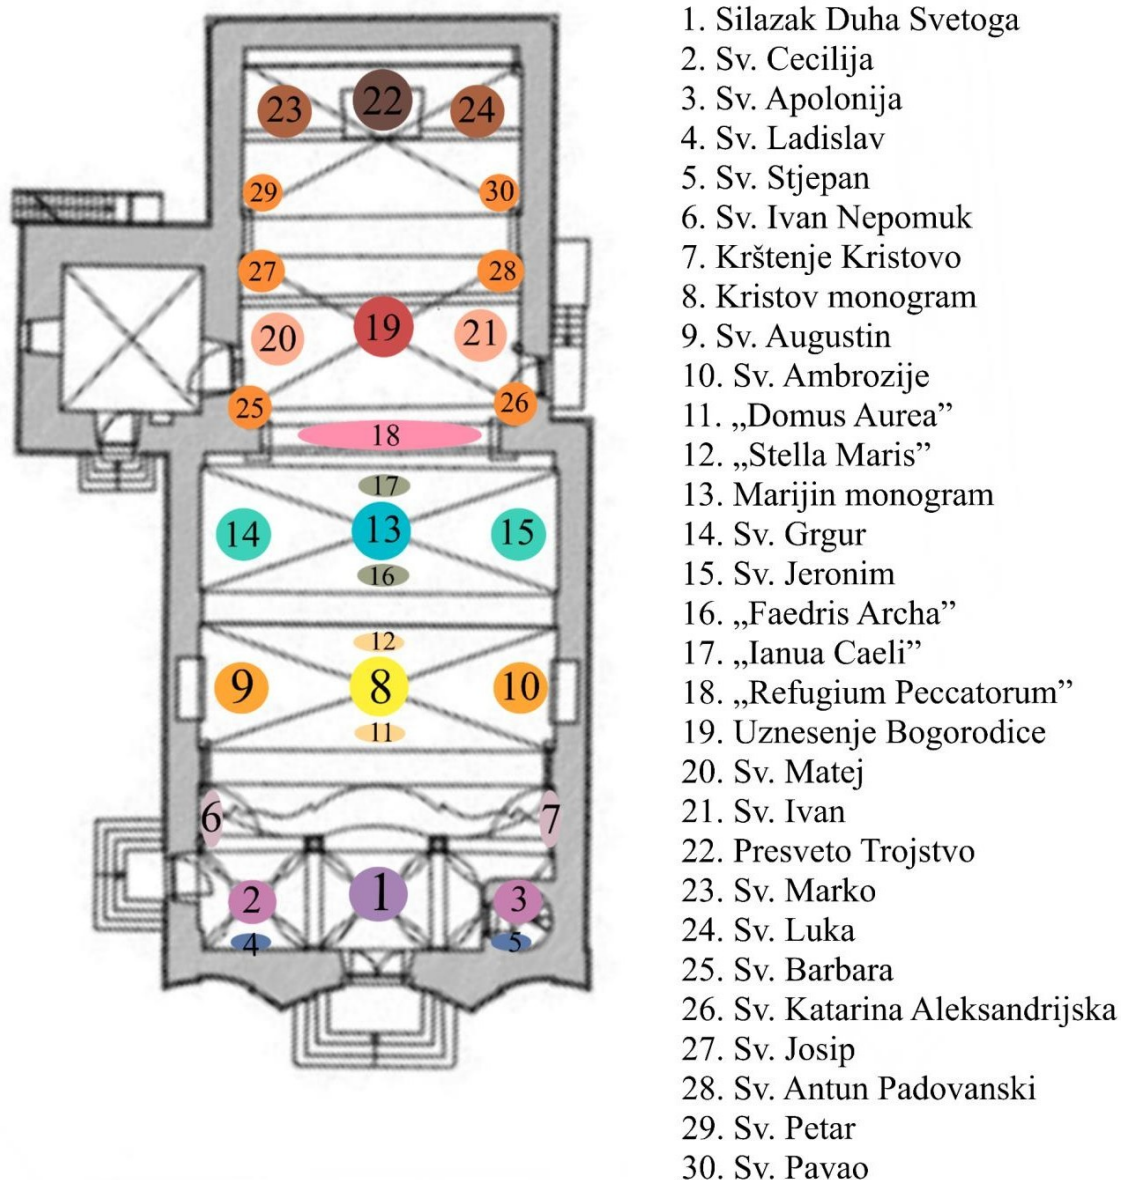 23 22 24
29 30
27 28
20 19 21
25 26
18
17
14 13 15
16
12
9 8 10
11
6 7
2 1 3
4 5
1. Silazak Duha Svetoga
2. Sv. Cecilija
3. Sv. Apolonija
4. Sv. Ladislav
5. Sv. Stjepan
6. Sv. Ivan Nepomuk
7. Krštenje Kristovo
8. Kristov monogram
9. Sv. Augustin
10. Sv. Ambrozije
11. „Domus Aurea”
12. „Stella Maris”
13. Marijin monogram
14. Sv. Grgur
15. Sv. Jeronim
16. „Faedris Archa”
17. „Ianua Caeli”
18. „Refugium Peccatorum”
19. Uznesenje Bogorodice
20. Sv. Matej
21. Sv. Ivan
22. Presveto Trojstvo
23. Sv. Marko
24. Sv. Luka
25. Sv. Barbara
26. Sv. Katarina Aleksandrijska
27. Sv. Josip
28. Sv. Antun Padovanski
29. Sv. Petar
30. Sv. Pavao